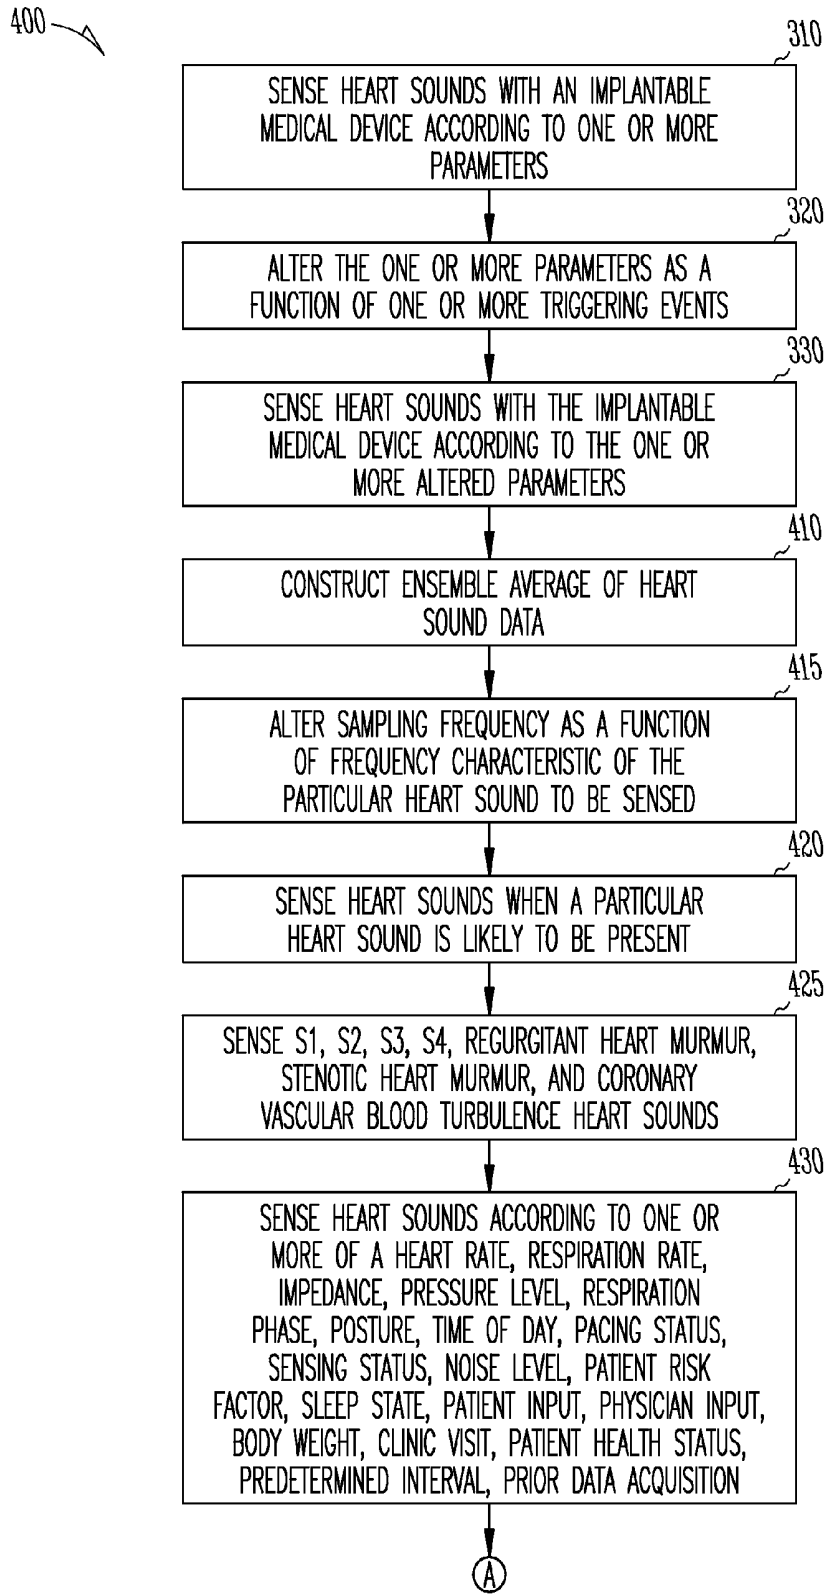 400
310
SENSE HEART SOUNDS WITH AN IMPLANTABLE
MEDICAL DEVICE ACCORDING TO ONE OR MORE
PARAMETERS
320
ALTER THE ONE OR MORE PARAMETERS AS A
FUNCTION OF ONE OR MORE TRIGGERING EVENTS
330
SENSE HEART SOUNDS WITH THE IMPLANTABLE
MEDICAL DEVICE ACCORDING TO THE ONE OR
MORE ALTERED PARAMETERS
410
CONSTRUCT ENSEMBLE AVERAGE OF HEART
SOUND DATA
415
ALTER SAMPLING FREQUENCY AS A FUNCTION
OF FREQUENCY CHARACTERISTIC OF THE
PARTICULAR HEART SOUND TO BE SENSED
420
SENSE HEART SOUNDS WHEN A PARTICULAR
HEART SOUND IS LIKELY TO BE PRESENT
425
SENSE S1, S2, S3, S4, REGURGITANT HEART MURMUR,
STENOTIC HEART MURMUR, AND CORONARY
VASCULAR BLOOD TURBULENCE HEART SOUNDS
430
SENSE HEART SOUNDS ACCORDING TO ONE OR
MORE OF A HEART RATE, RESPIRATION RATE,
IMPEDANCE, PRESSURE LEVEL, RESPIRATION
PHASE, POSTURE, TIME OF DAY, PACING STATUS,
SENSING STATUS, NOISE LEVEL, PATIENT RISK
FACTOR, SLEEP STATE, PATIENT INPUT, PHYSICIAN INPUT,
BODY WEIGHT, CLINIC VISIT, PATIENT HEALTH STATUS,
PREDETERMINED INTERVAL, PRIOR DATA ACQUISITION
A